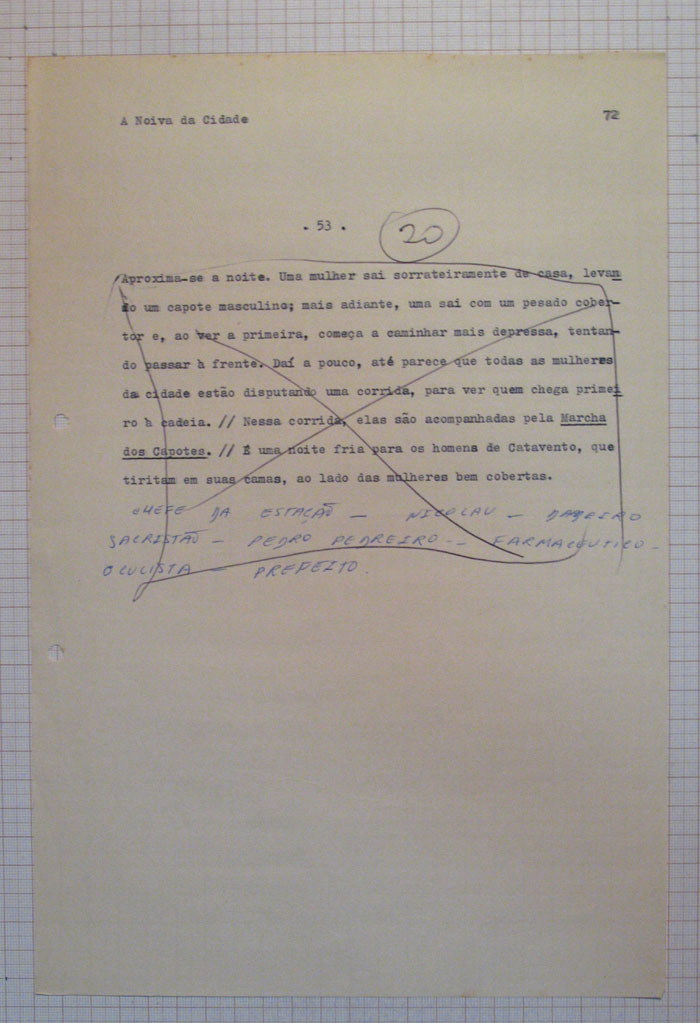 A Noiva da Cidade 72
. 53 . 20
Aproxima-se a noite. Uma mulher sai sorrateiramente de casa, levan
do um capote masculino; mais adiante, uma sai com um pesado cober-
tor e, ao ver a primeira, começa a caminhar mais depressa, tentan-
do passar à frente. Daí a pouco, até parece que todas as mulheres
da cidade estão disputando uma corrida, para ver quem chega primei
ro à cadeia. // Nessa corrida, elas são acompanhadas pela Marcha
dos Capotes. // É uma noite fria para os homens de Catavento, que
tiritam em suas camas, ao lado das mulheres bem cobertas.
CHEFE DA ESTAÇÃO — NICOLAU —
SACRISTÃO — PEDRO PEDREIRO -- FARMACEUTICO -
OCULISTA — PREFEITO.